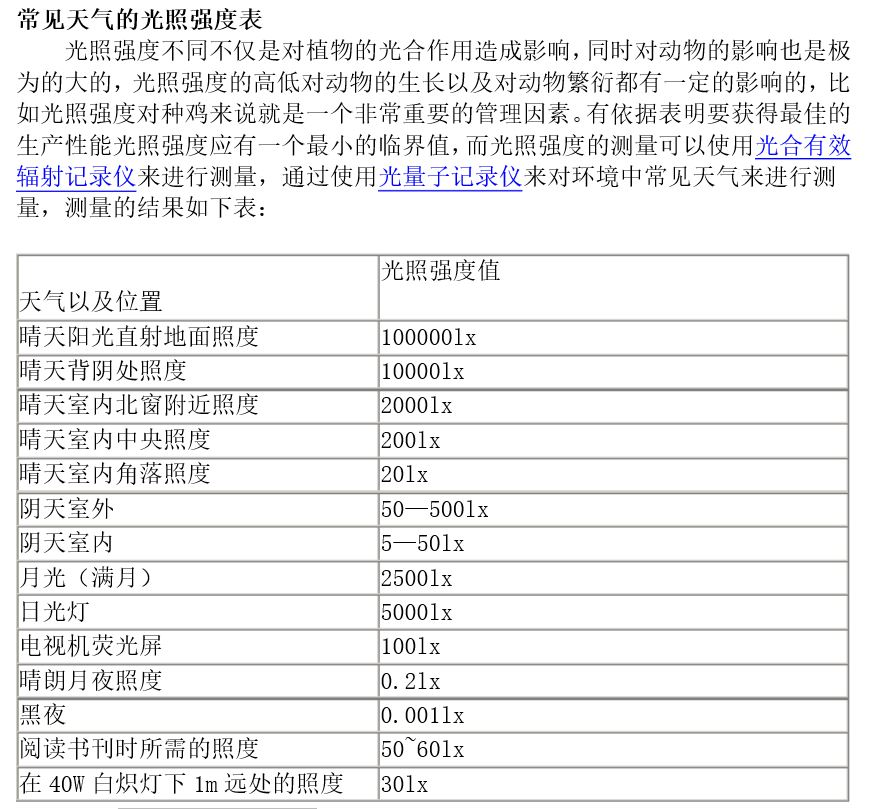 常见天气的光照强度表
光照强度不同不仅是对植物的光合作用造成影响，同时对动物的影响也是极
为的大的，光照强度的高低对动物的生长以及对动物繁衍都有一定的影响的，比
如光照强度对种鸡来说就是一个非常重要的管理因素。有依据表明要获得最佳的
生产性能光照强度应有一个最小的临界值，而光照强度的测量可以使用光合有效
辐射记录仪来进行测量，通过使用光量子记录仪来对环境中常见天气来进行测
量，测量的结果如下表：
天气以及位置 光照强度值
晴天阳光直射地面照度 100000lx
晴天背阴处照度 10000lx
晴天室内北窗附近照度 2000lx
晴天室内中央照度 200lx
晴天室内角落照度 20lx
阴天室外 50—500lx
阴天室内 5—50lx
月光（满月） 2500lx
日光灯 5000lx
电视机荧光屏 100lx
晴朗月夜照度 0.2lx
黑夜 0.001lx
阅读书刊时所需的照度 50~60lx
在 40W 白炽灯下 1m 远处的照度 30lx